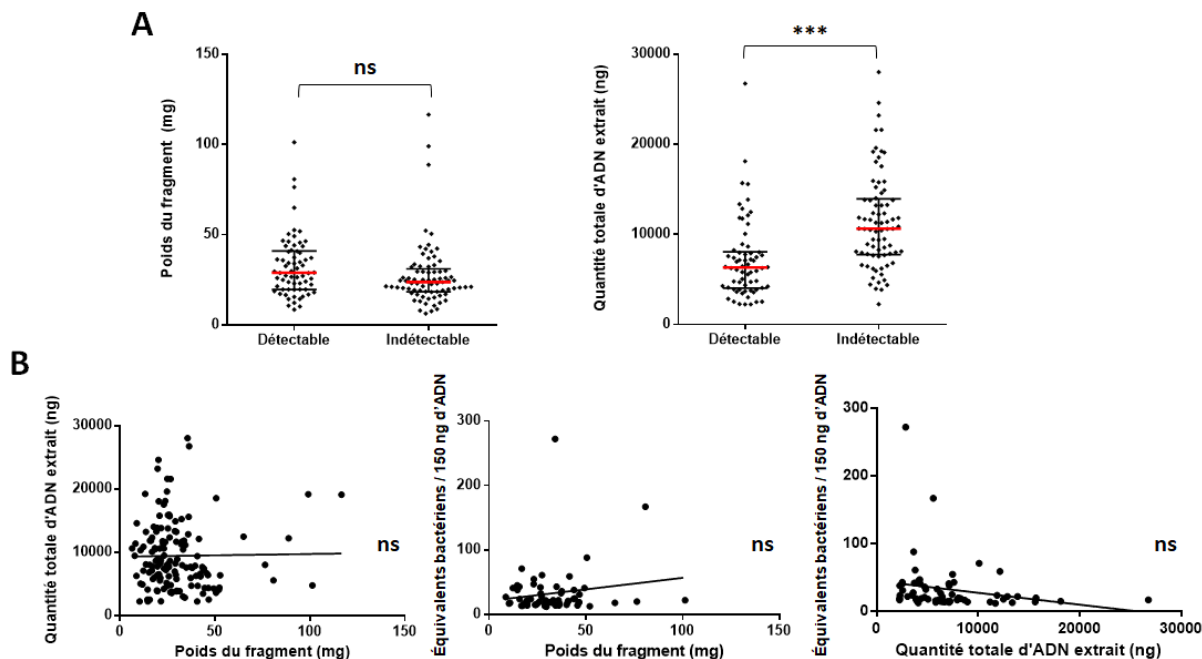 A
Poids du fragment (mg)
150
100
50
0
ns
Détectable
Indétectable
Quantité totale d'ADN extrait (ng)
30000
20000
10000
0
***
Détectable
Indétectable
B
Quantité totale d'ADN extrait (ng)
30000
20000
10000
0
0
50
100
150
ns
Poids du fragment (mg)
Équivalents bactériens / 150 ng d'ADN
300
200
100
0
0
50
100
150
ns
Poids du fragment (mg)
Équivalents bactériens / 150 ng d'ADN
300
200
100
0
0
10000
20000
30000
ns
Quantité totale d'ADN extrait (ng)